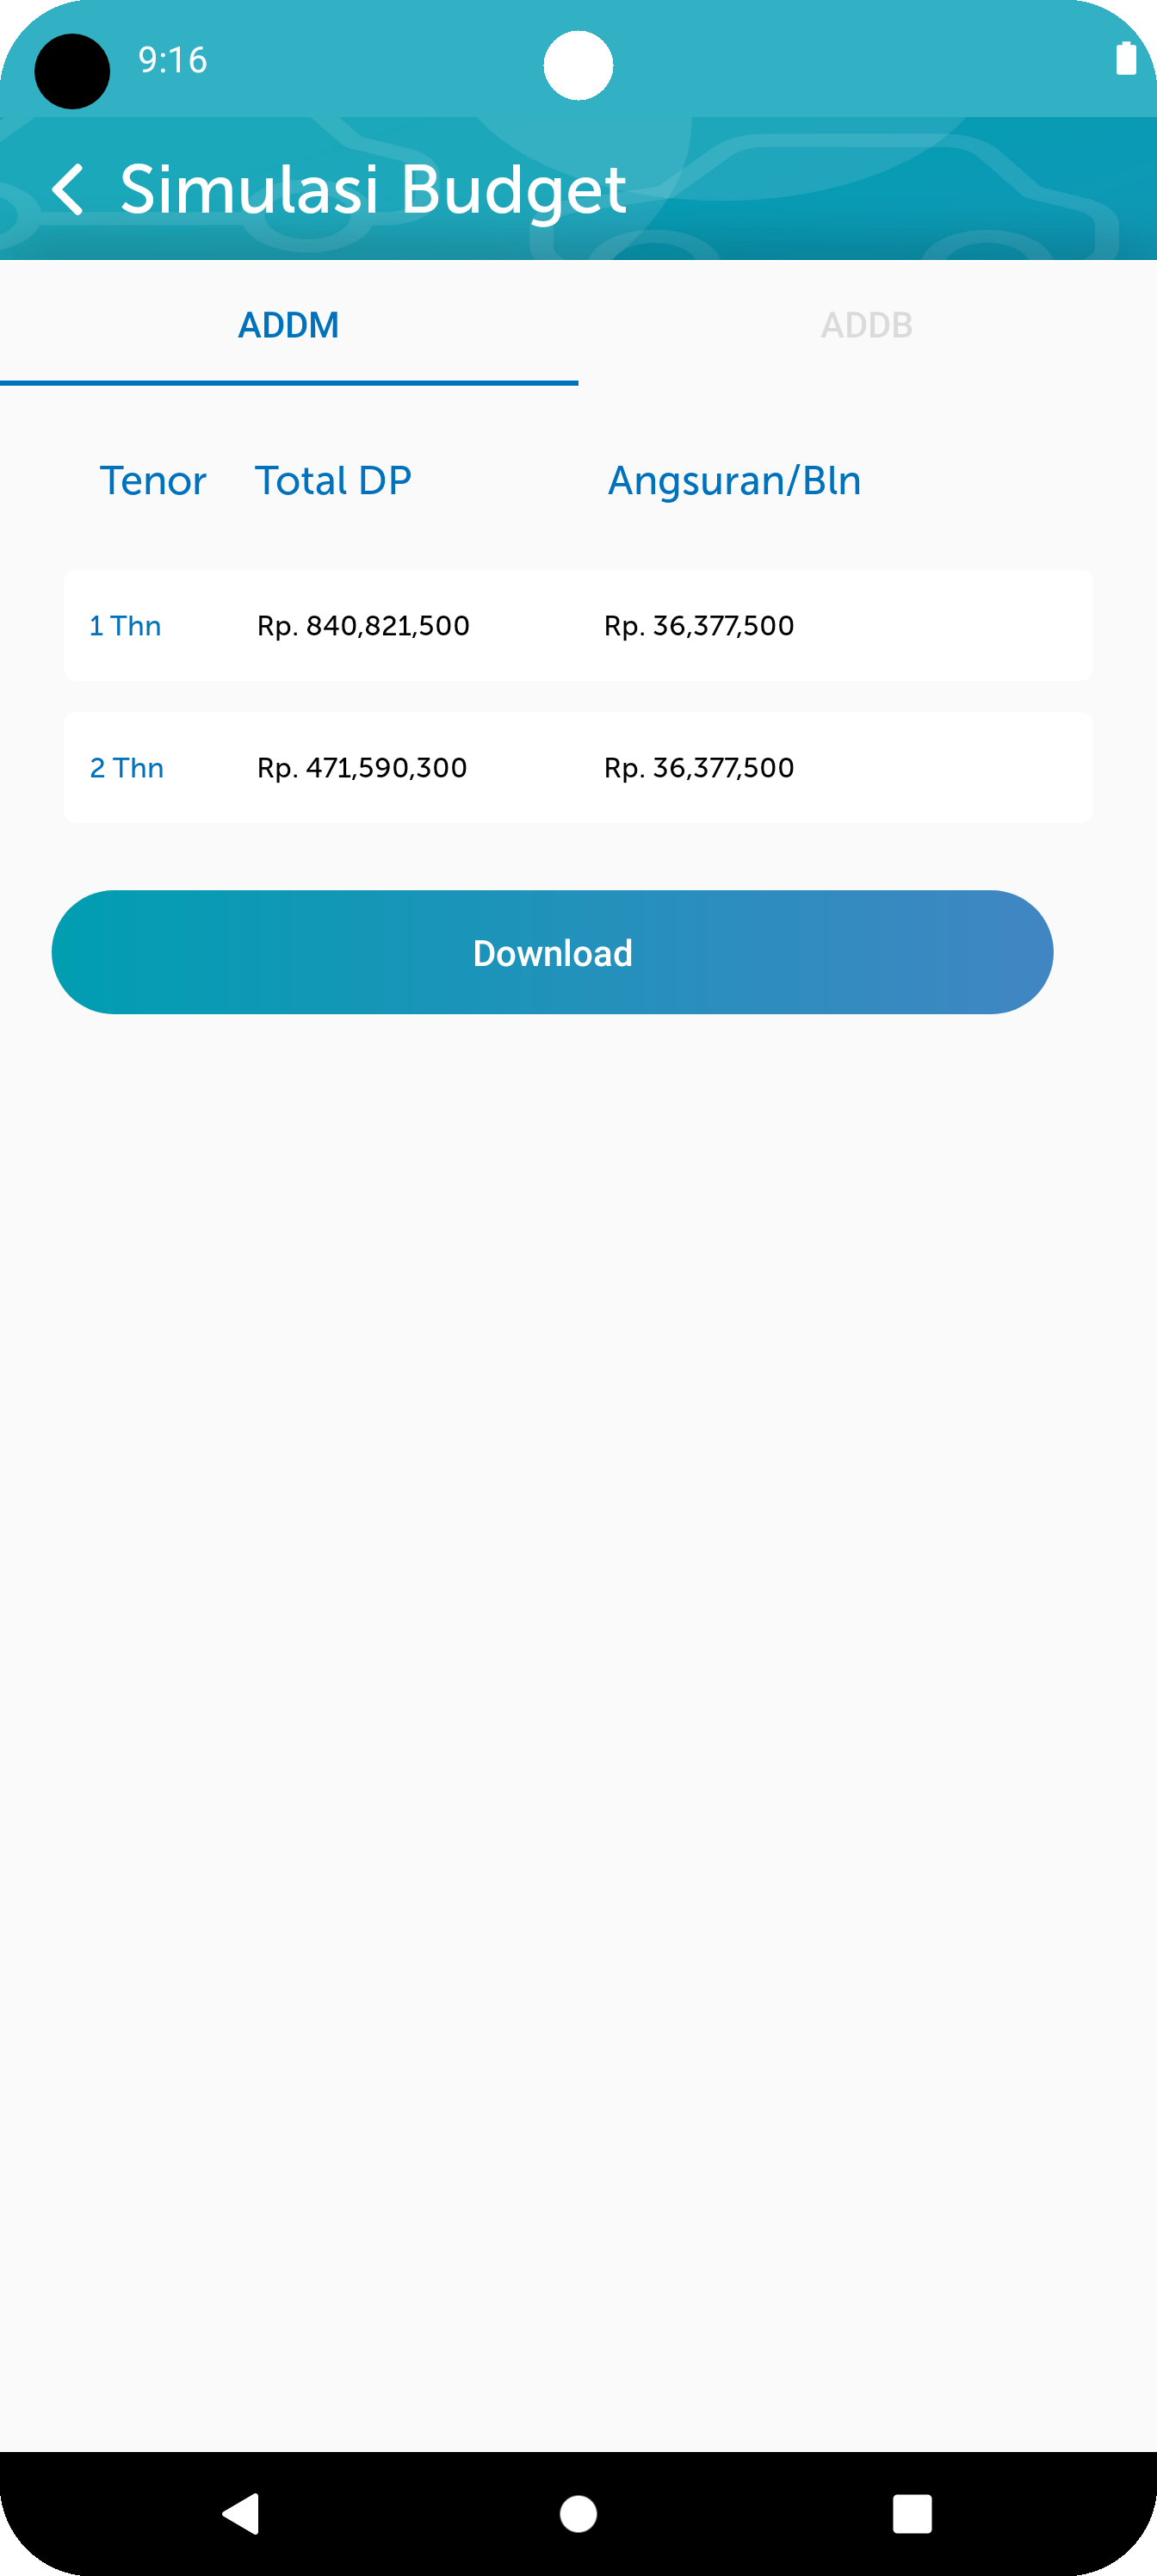 9:16
Simulasi Budget
ADDM ADDB
Tenor Total DP Angsuran/Bln
1 Thn Rp. 840,821,500 Rp. 36,377,500
2 Thn Rp. 471,590,300 Rp. 36,377,500
Download